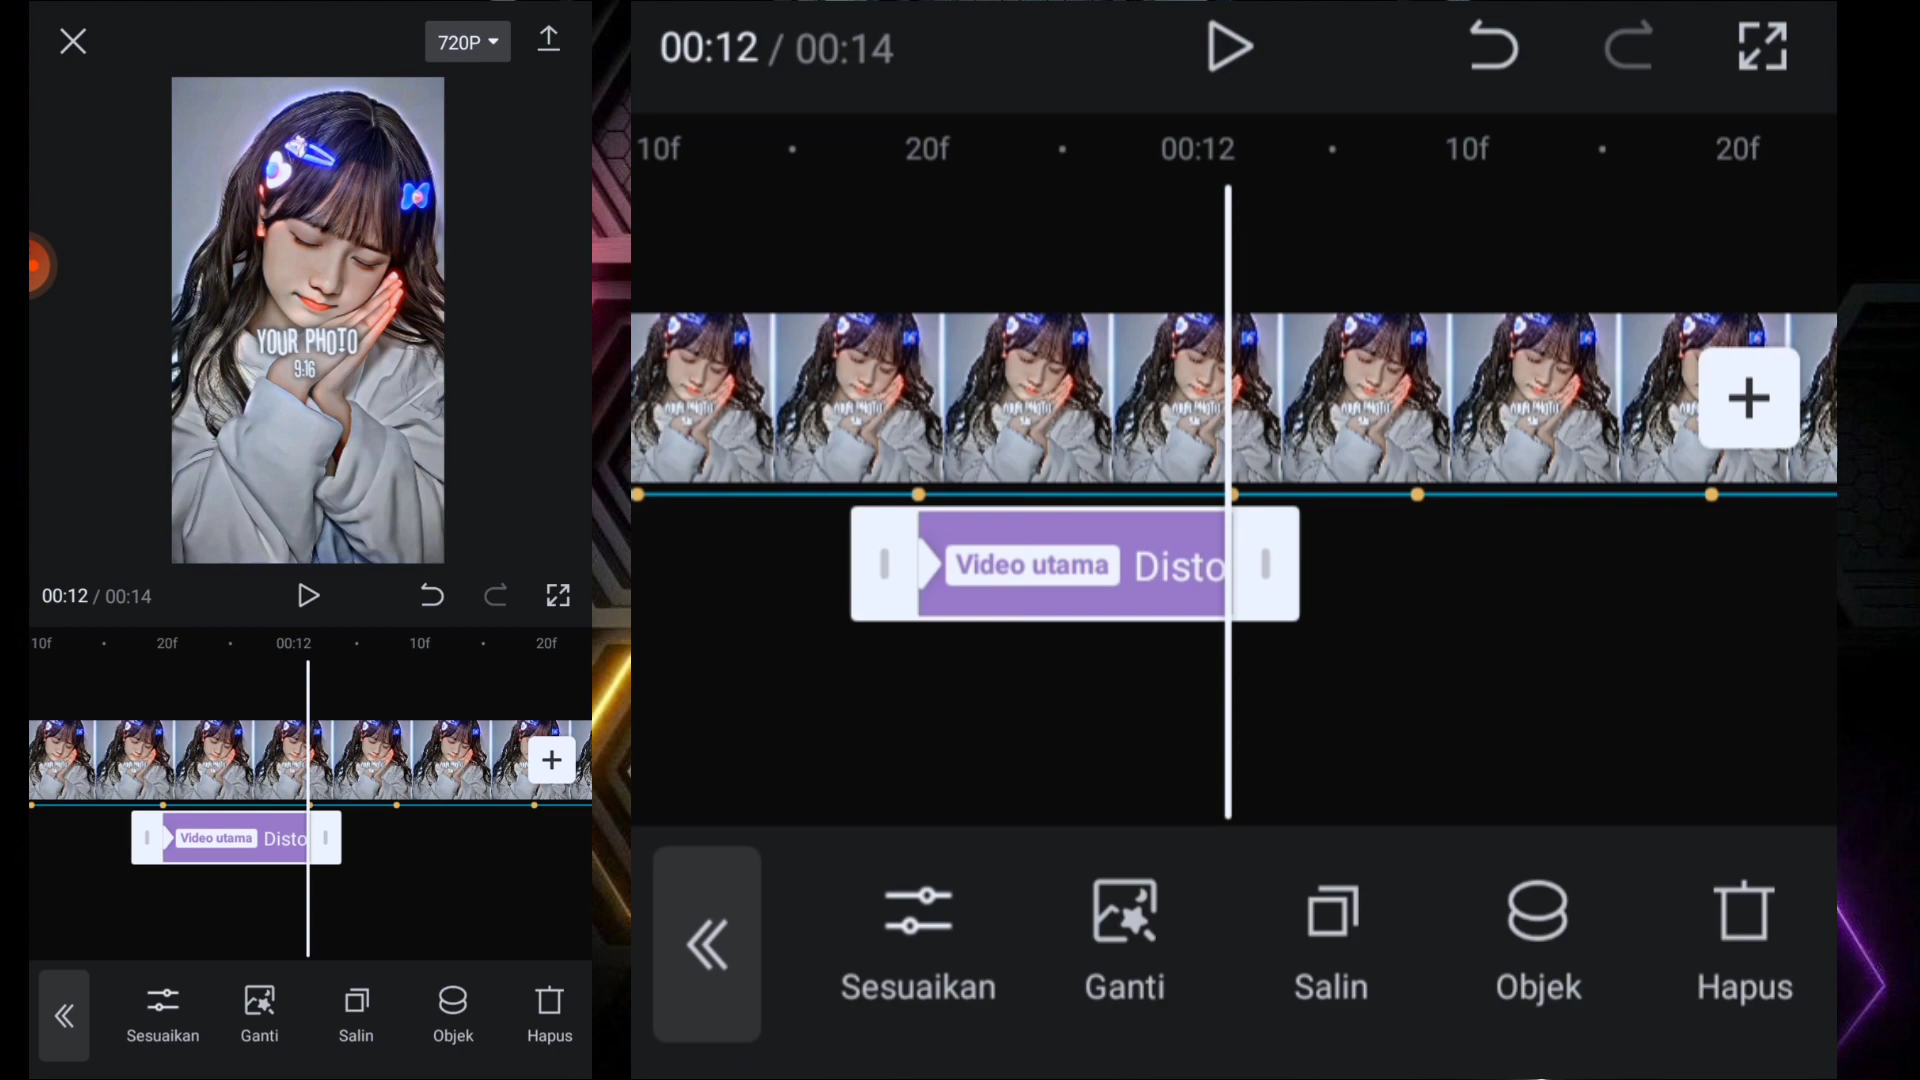 720P
YOUR PHOTO
9:16
00:12 / 00:14
10f 20f 00:12 10f 20f
Video utama Disto
Sesuaikan Ganti Salin Objek Hapus
00:12 / 00:14
10f 20f 00:12 10f 20f
Video utama Disto
Sesuaikan Ganti Salin Objek Hapus